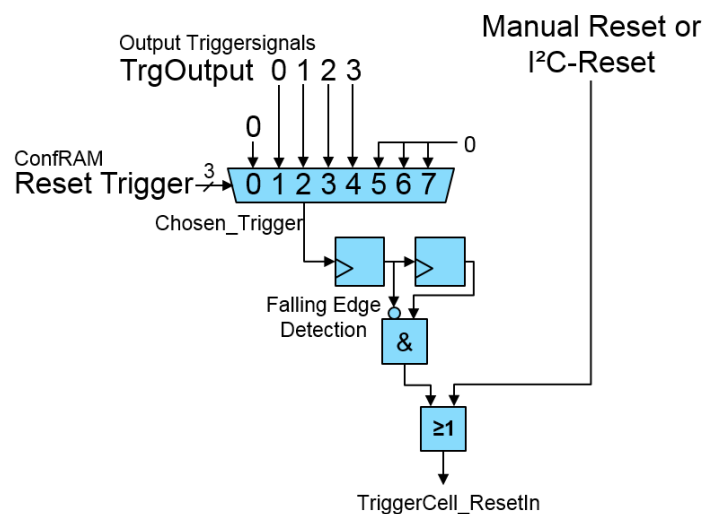 Output Triggersignals
TrgOutput 0 1 2 3
Manual Reset or
I²C-Reset
0
0
ConfRAM
Reset Trigger
3
0 1 2 3 4 5 6 7
Chosen_Trigger
Falling Edge
Detection
&
≥1
TriggerCell_ResetIn